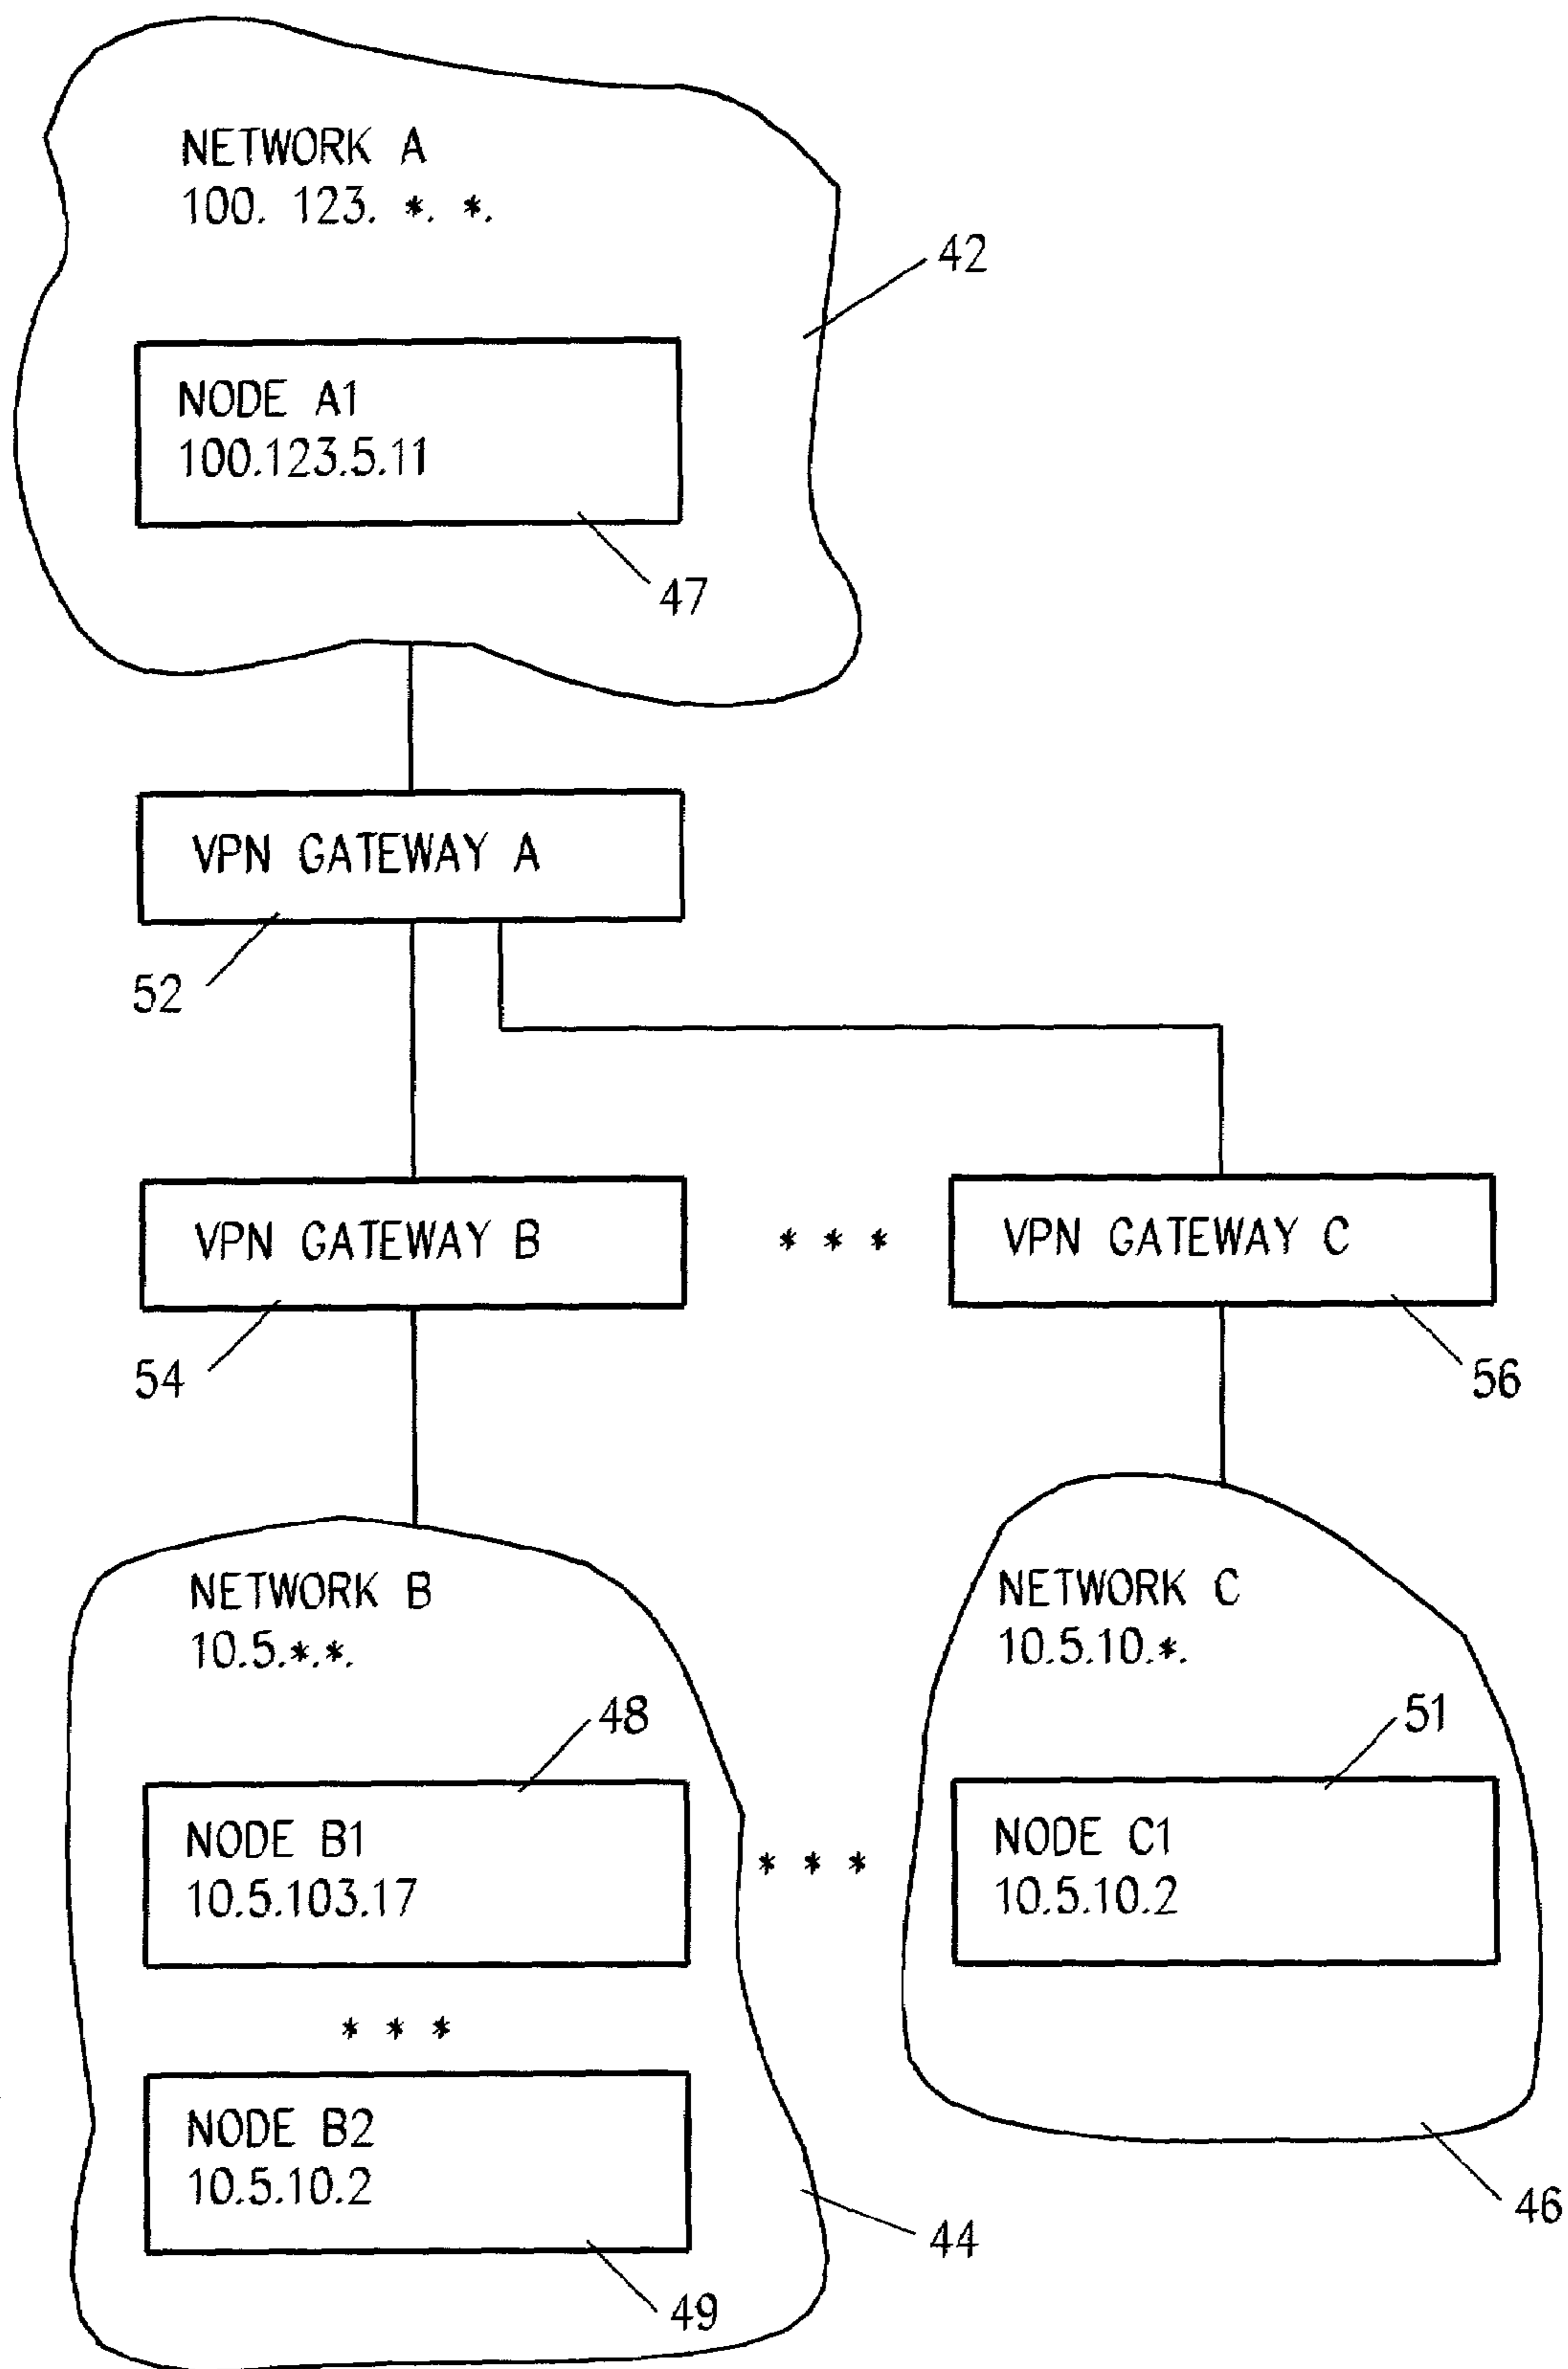 NETWORK A
100. 123. *. *.
42
NODE A1
100.123.5.11
47
VPN GATEWAY A
52
VPN GATEWAY B
* * *
VPN GATEWAY C
54
56
NETWORK B
10.5.*.*.
NETWORK C
10.5.10.*.
48
51
NODE B1
10.5.103.17
* * *
NODE C1
10.5.10.2
* * *
NODE B2
10.5.10.2
46
44
49